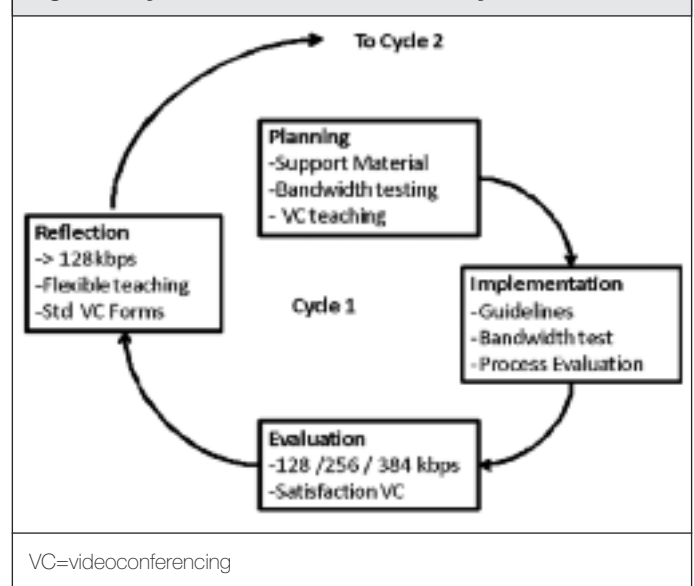 To Cycle 2
Planning
-Support Material
-Bandwidth testing
- VC teaching
Reflection
-> 128kbps
-Flexible teaching
-Std VC Forms
Cycle 1
Implementation
-Guidelines
-Bandwidth test
-Process Evaluation
Evaluation
-128 /256 / 384 kbps
-Satisfaction VC
VC=videoconferencing